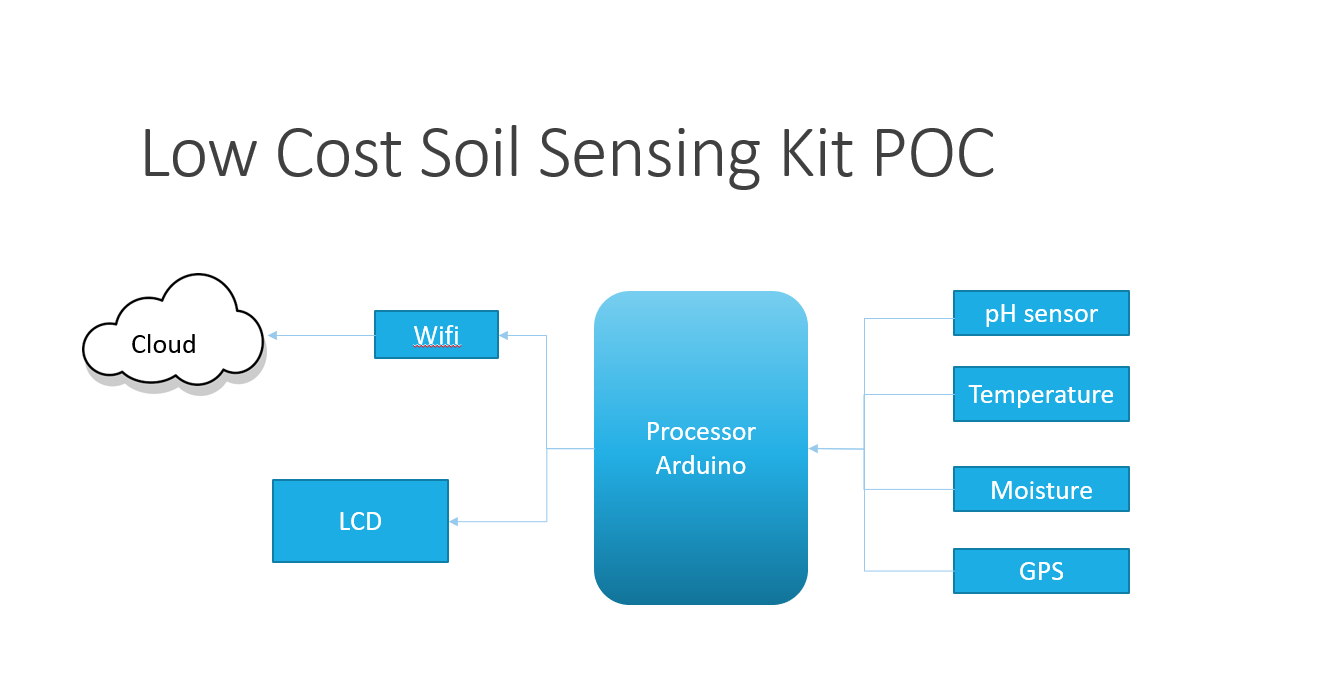 Low Cost Soil Sensing Kit POC
Cloud
Wifi
LCD
Processor
Arduino
pH sensor
Temperature
Moisture
GPS